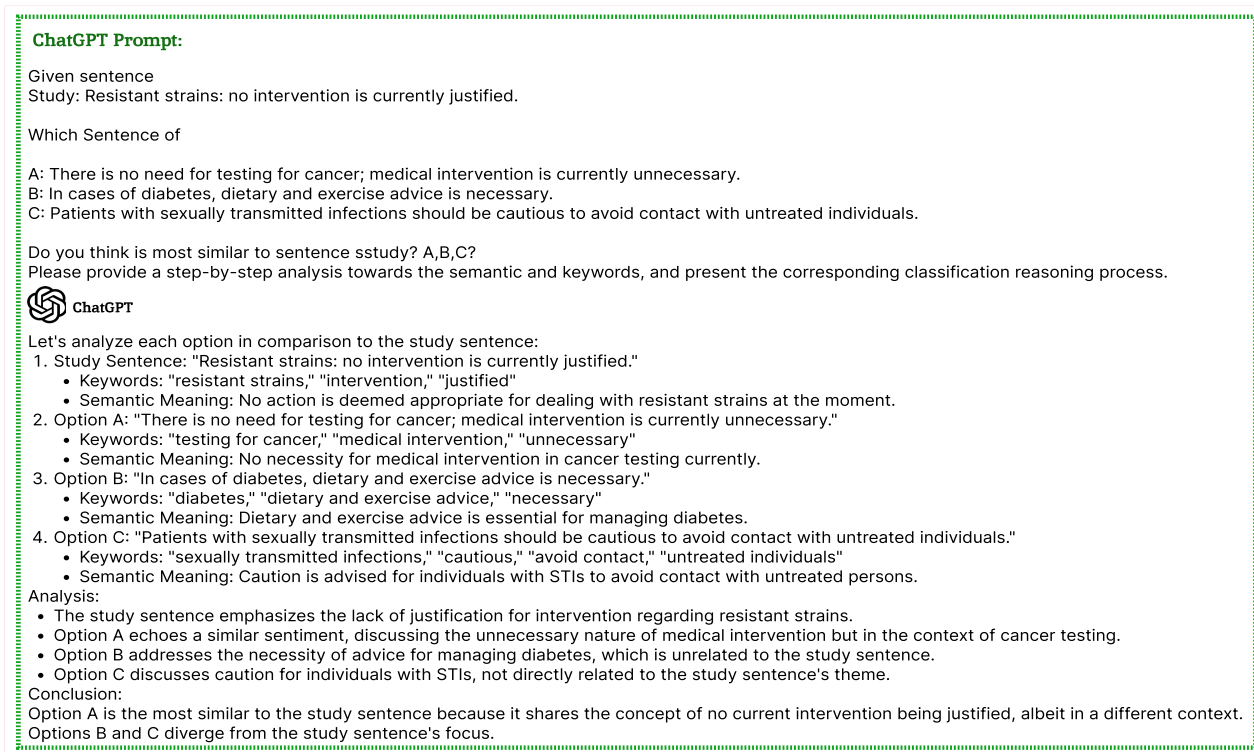 ChatGPT Prompt:
Given sentence
Study: Resistant strains: no intervention is currently justified.
Which Sentence of
A: There is no need for testing for cancer; medical intervention is currently unnecessary.
B: In cases of diabetes, dietary and exercise advice is necessary.
C: Patients with sexually transmitted infections should be cautious to avoid contact with untreated individuals.
Do you think is most similar to sentence sstudy? A,B,C?
Please provide a step-by-step analysis towards the semantic and keywords, and present the corresponding classification reasoning process.
ChatGPT
Let's analyze each option in comparison to the study sentence:
1. Study Sentence: "Resistant strains: no intervention is currently justified."
• Keywords: "resistant strains," "intervention," "justified"
• Semantic Meaning: No action is deemed appropriate for dealing with resistant strains at the moment.
2. Option A: "There is no need for testing for cancer; medical intervention is currently unnecessary."
• Keywords: "testing for cancer," "medical intervention," "unnecessary"
• Semantic Meaning: No necessity for medical intervention in cancer testing currently.
3. Option B: "In cases of diabetes, dietary and exercise advice is necessary."
• Keywords: "diabetes," "dietary and exercise advice," "necessary"
• Semantic Meaning: Dietary and exercise advice is essential for managing diabetes.
4. Option C: "Patients with sexually transmitted infections should be cautious to avoid contact with untreated individuals."
• Keywords: "sexually transmitted infections," "cautious," "avoid contact," "untreated individuals"
• Semantic Meaning: Caution is advised for individuals with STIs to avoid contact with untreated persons.
Analysis:
• The study sentence emphasizes the lack of justification for intervention regarding resistant strains.
• Option A echoes a similar sentiment, discussing the unnecessary nature of medical intervention but in the context of cancer testing.
• Option B addresses the necessity of advice for managing diabetes, which is unrelated to the study sentence.
• Option C discusses caution for individuals with STIs, not directly related to the study sentence's theme.
Conclusion:
Option A is the most similar to the study sentence because it shares the concept of no current intervention being justified, albeit in a different context.
Options B and C diverge from the study sentence's focus.